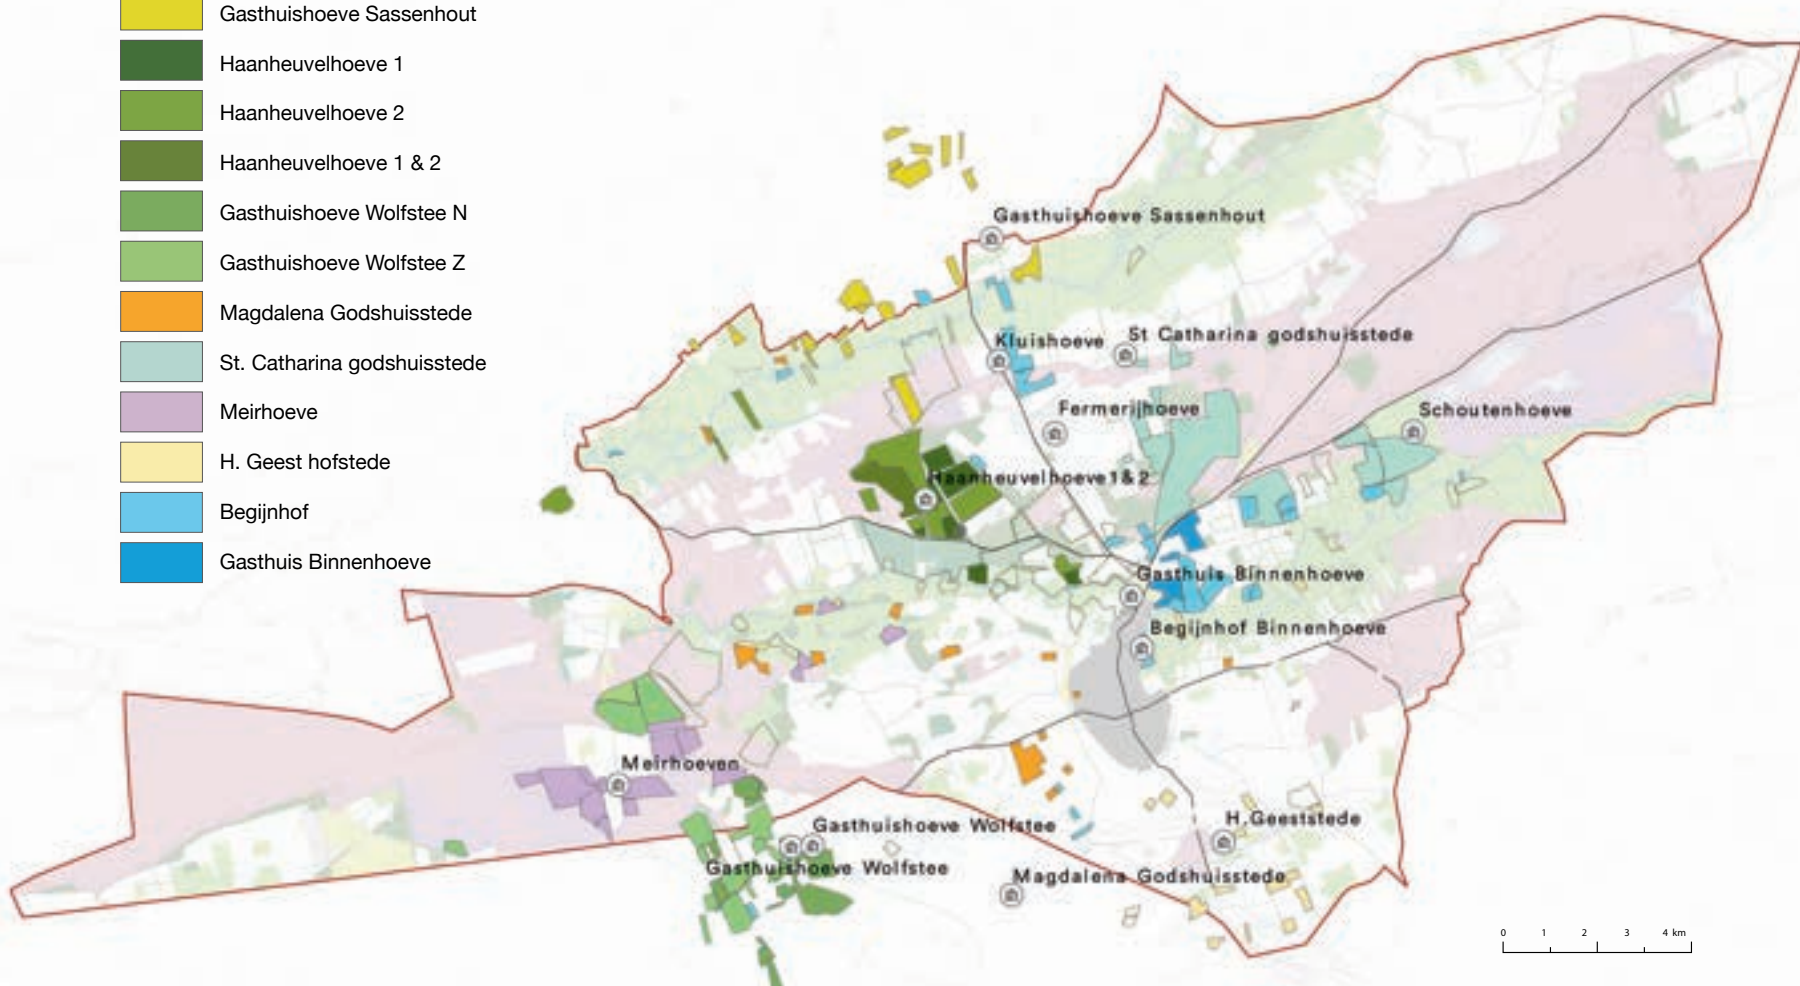 Gasthuishoeve Sassenhout
Haanheuvelhoeve 1
Haanheuvelhoeve 2
Haanheuvelhoeve 1 & 2
Gasthuishoeve Wolfstee N
Gasthuishoeve Wolfstee Z
Magdalena Godshuisstede
St. Catharina godshuisstede
Meirhoeve
H. Geest hofstede
Begijnhof
Gasthuis Binnenhoeve
Gasthuishoeve Sassenhout
Kluishoeve
St Catharina godshuisstede
Fermerijhoeve
Schoutenhoeve
Haanheuvelhoeve 1 & 2
Gasthuis Binnenhoeve
Begijnhof Binnenhoeve
Meirhoeven
Gasthuishoeve Wolfstee
H.Geeststede
Gasthuishoeve Wolfstee
Magdalena Godshuisstede
0 1 2 3 4 km